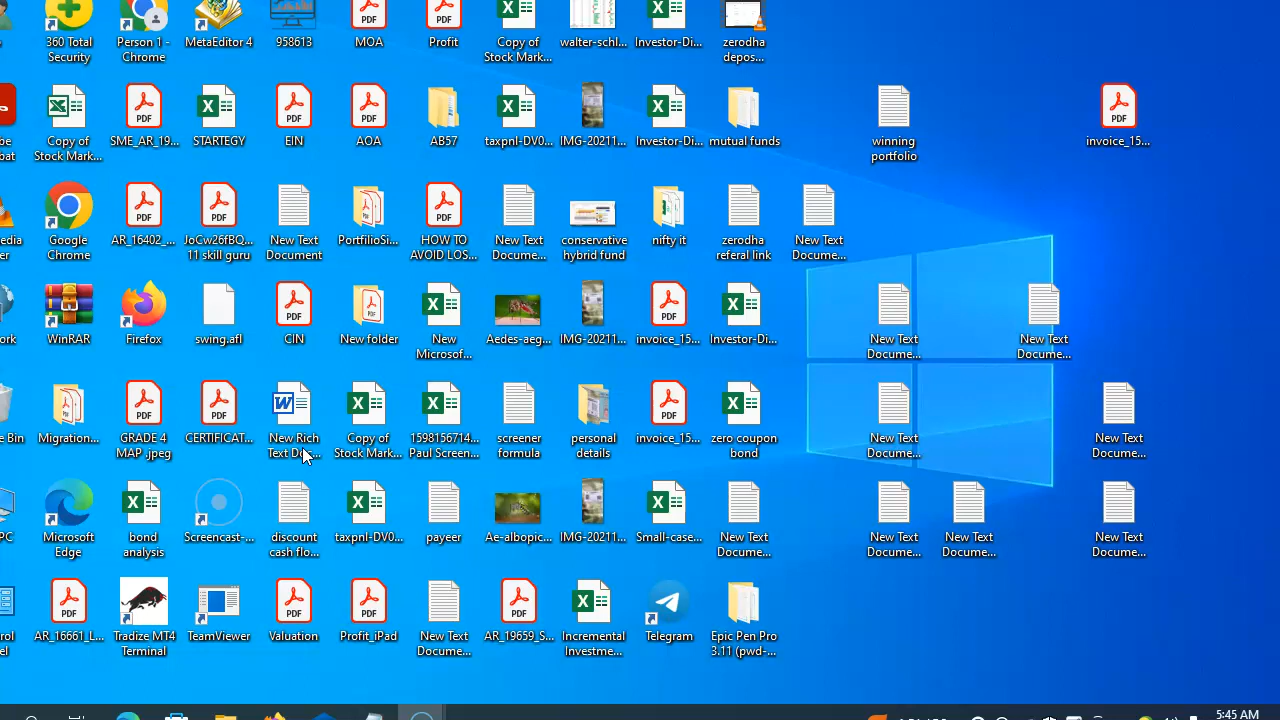 360 Total
Security
Person 1 -
Chrome
MetaEditor 4
958613
MOA
Profit
Copy of
Stock Mark...
walter-schl...
Investor-Di...
zerodha
depos...
Copy of
Stock Mark...
SME_AR_19...
STARTEGY
EIN
AOA
AB57
taxpnl-DV0...
IMG-20211...
Investor-Di...
mutual funds
winning
portfolio
invoice_15...
Google
Chrome
AR_16402_...
JoCw26fBQ...
11 skill guru
New Text
Document
PortfilioSi...
HOW TO
AVOID LOS...
New Text
Docume...
conservative
hybrid fund
nifty it
zerodha
referal link
New Text
Docume...
WinRAR
Firefox
swing.afl
CIN
New folder
New
Microsof...
Aedes-aeg...
IMG-20211...
invoice_15...
Investor-Di...
New Text
Docume...
New Text
Docume...
e Bin
Migration...
GRADE 4
MAP .jpeg
CERTIFICAT...
New Rich
Text Doc...
Copy of
Stock Mark...
1598156714...
Paul Screen...
screener
formula
personal
details
invoice_15...
zero coupon
bond
New Text
Docume...
New Text
Docume...
PC
Microsoft
Edge
bond
analysis
Screencast-...
discount
cash flo...
taxpnl-DV0...
payeer
Ae-albopic...
IMG-20211...
Small-case...
New Text
Docume...
New Text
Docume...
New Text
Docume...
New Text
Docume...
AR_16661_L...
Tradize MT4
Terminal
TeamViewer
Valuation
Profit_iPad
New Text
Docume...
AR_19659_S...
Incremental
Investme...
Telegram
Epic Pen Pro
3.11 (pwd-...
5:45 AM